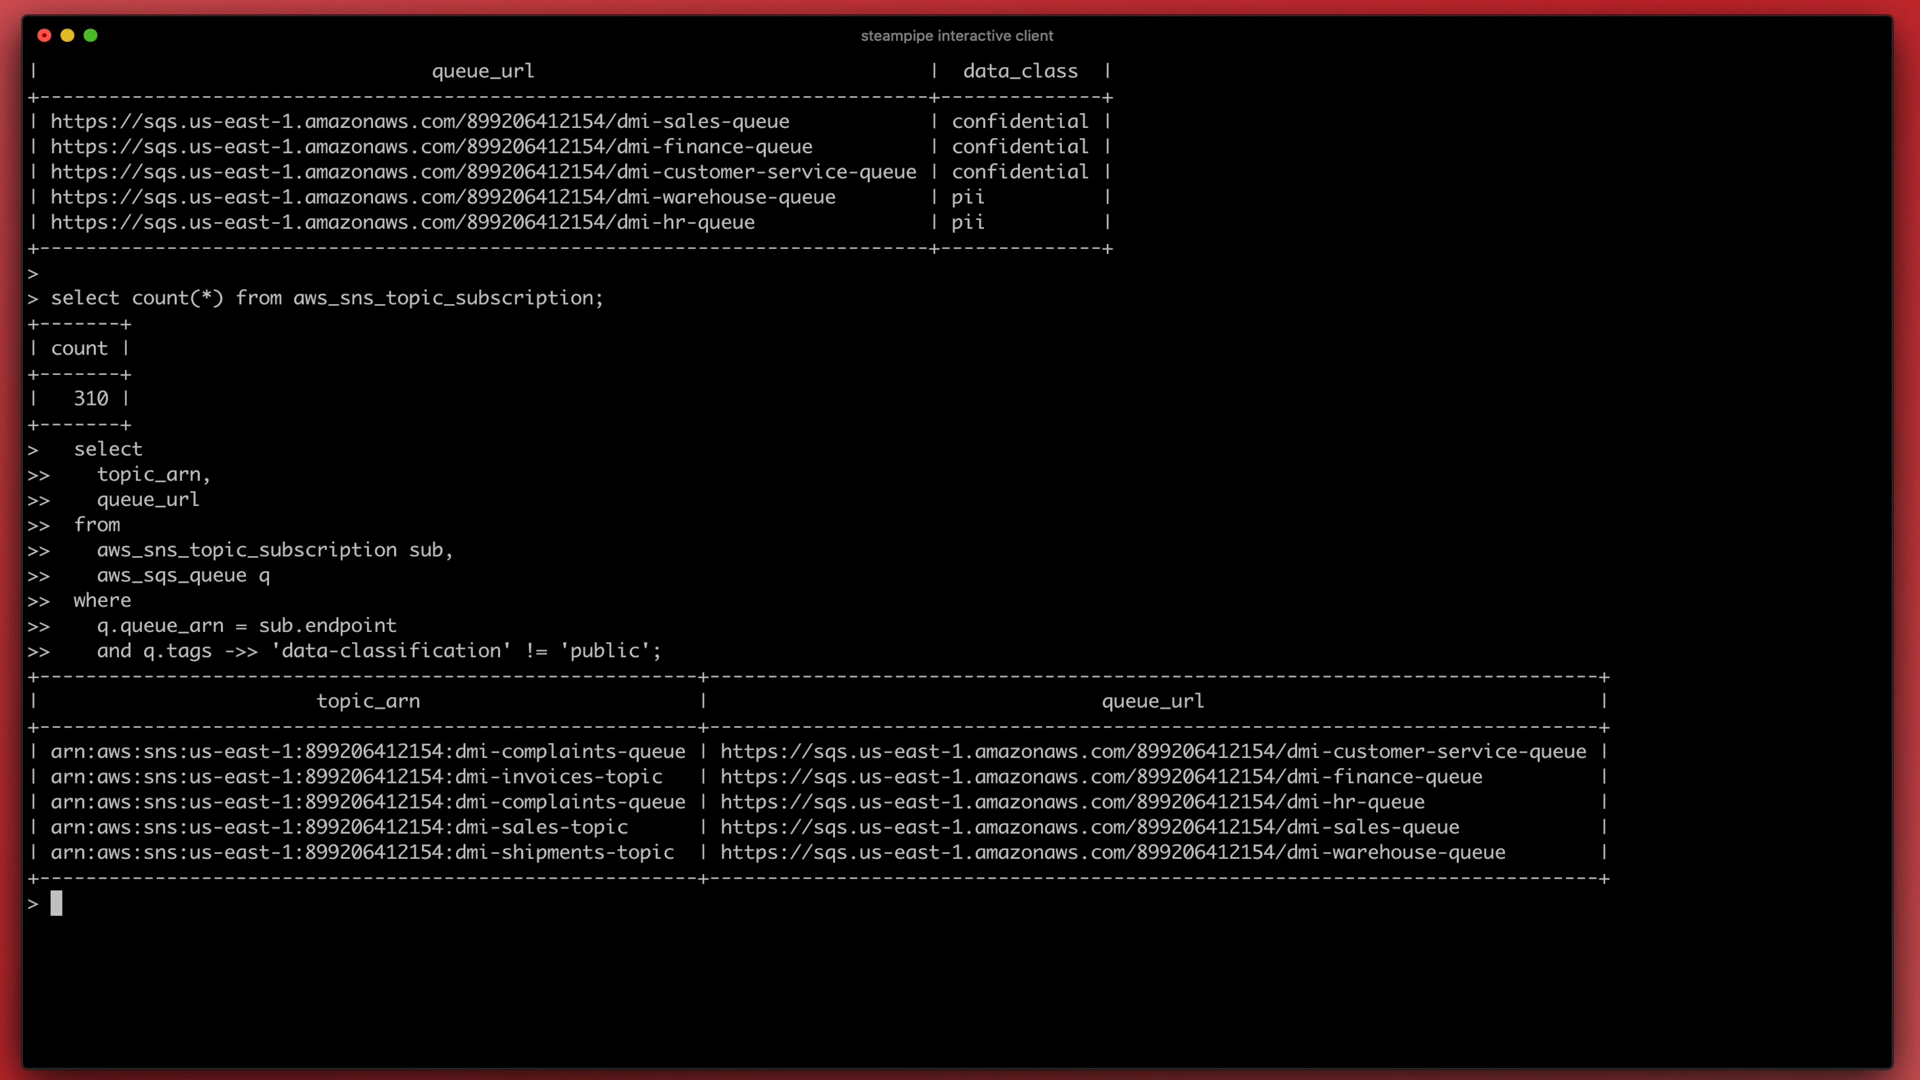 steampipe interactive client
|                                  queue_url                                  |  data_class  |
+-----------------------------------------------------------------------------+--------------+
| https://sqs.us-east-1.amazonaws.com/899206412154/dmi-sales-queue            | confidential |
| https://sqs.us-east-1.amazonaws.com/899206412154/dmi-finance-queue          | confidential |
| https://sqs.us-east-1.amazonaws.com/899206412154/dmi-customer-service-queue | confidential |
| https://sqs.us-east-1.amazonaws.com/899206412154/dmi-warehouse-queue        | pii          |
| https://sqs.us-east-1.amazonaws.com/899206412154/dmi-hr-queue               | pii          |
+-----------------------------------------------------------------------------+--------------+
>
> select count(*) from aws_sns_topic_subscription;
+-------+
| count |
+-------+
|   310 |
+-------+
>   select
>>    topic_arn,
>>    queue_url
>>  from
>>    aws_sns_topic_subscription sub,
>>    aws_sqs_queue q
>>  where
>>    q.queue_arn = sub.endpoint
>>    and q.tags ->> 'data-classification' != 'public';
+---------------------------------------------------------+-----------------------------------------------------------------------------+
|                        topic_arn                        |                                  queue_url                                  |
+---------------------------------------------------------+-----------------------------------------------------------------------------+
| arn:aws:sns:us-east-1:899206412154:dmi-complaints-queue | https://sqs.us-east-1.amazonaws.com/899206412154/dmi-customer-service-queue |
| arn:aws:sns:us-east-1:899206412154:dmi-invoices-topic   | https://sqs.us-east-1.amazonaws.com/899206412154/dmi-finance-queue          |
| arn:aws:sns:us-east-1:899206412154:dmi-complaints-queue | https://sqs.us-east-1.amazonaws.com/899206412154/dmi-hr-queue               |
| arn:aws:sns:us-east-1:899206412154:dmi-sales-topic      | https://sqs.us-east-1.amazonaws.com/899206412154/dmi-sales-queue            |
| arn:aws:sns:us-east-1:899206412154:dmi-shipments-topic  | https://sqs.us-east-1.amazonaws.com/899206412154/dmi-warehouse-queue        |
+---------------------------------------------------------+-----------------------------------------------------------------------------+
>